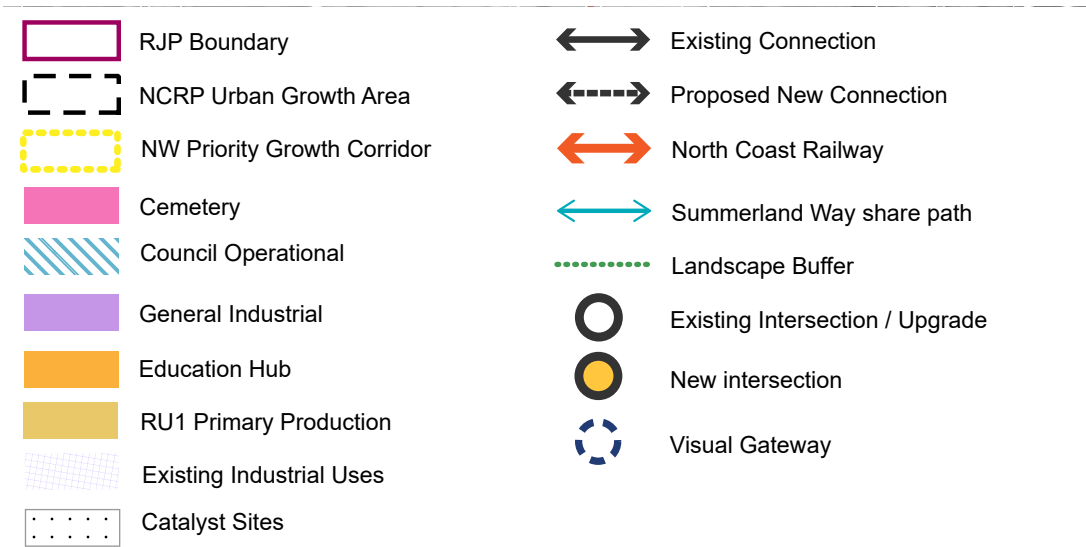 RJP Boundary
NCRP Urban Growth Area
NW Priority Growth Corridor
Cemetery
Council Operational
General Industrial
Education Hub
RU1 Primary Production
Existing Industrial Uses
Catalyst Sites
Existing Connection
Proposed New Connection
North Coast Railway
Summerland Way share path
Landscape Buffer
Existing Intersection / Upgrade
New intersection
Visual Gateway